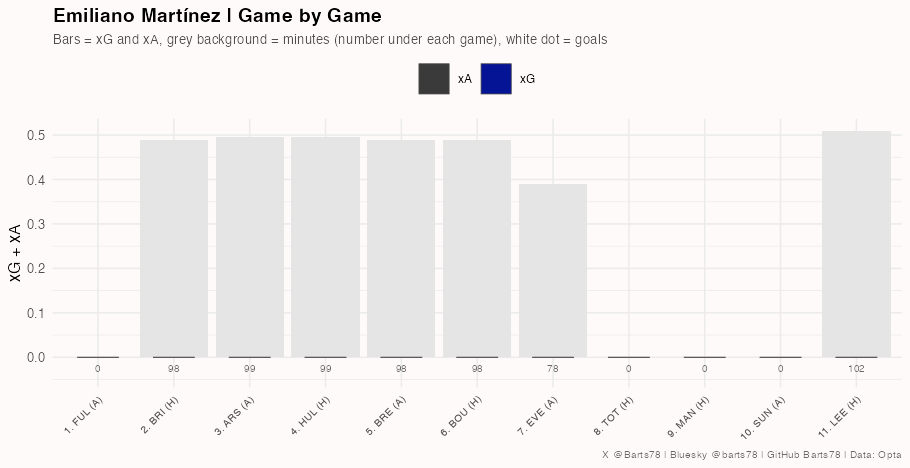 Emiliano Martínez | Game by Game
Bars = xG and xA, grey background = minutes (number under each game), white dot = goals
xA xG
xG + xA
0.5
0.4
0.3
0.2
0.1
0.0
0 98 99 99 98 98 78 0 0 0 102
1. FUL (A) 2. BRI (H) 3. ARS (A) 4. HUL (H) 5. BRE (A) 6. BOU (H) 7. EVE (A) 8. TOT (H) 9. MAN (H) 10. SUN (A) 11. LEE (H)
X @Barts78 | Bluesky @barts78 | GitHub Barts78 | Data: Opta